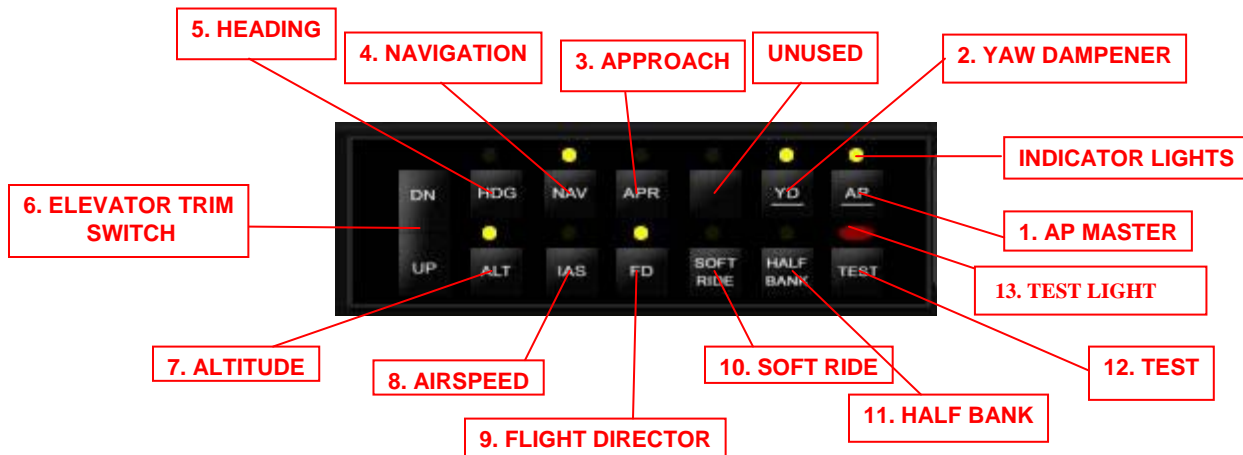 5. HEADING
4. NAVIGATION
3. APPROACH
UNUSED
2. YAW DAMPENER
INDICATOR LIGHTS
6. ELEVATOR TRIM
SWITCH
1. AP MASTER
13. TEST LIGHT
DN
HDG
NAV
APR
YD
AP
UP
ALT
IAS
FD
SOFT
RIDE
HALF
BANK
TEST
7. ALTITUDE
8. AIRSPEED
9. FLIGHT DIRECTOR
10. SOFT RIDE
11. HALF BANK
12. TEST